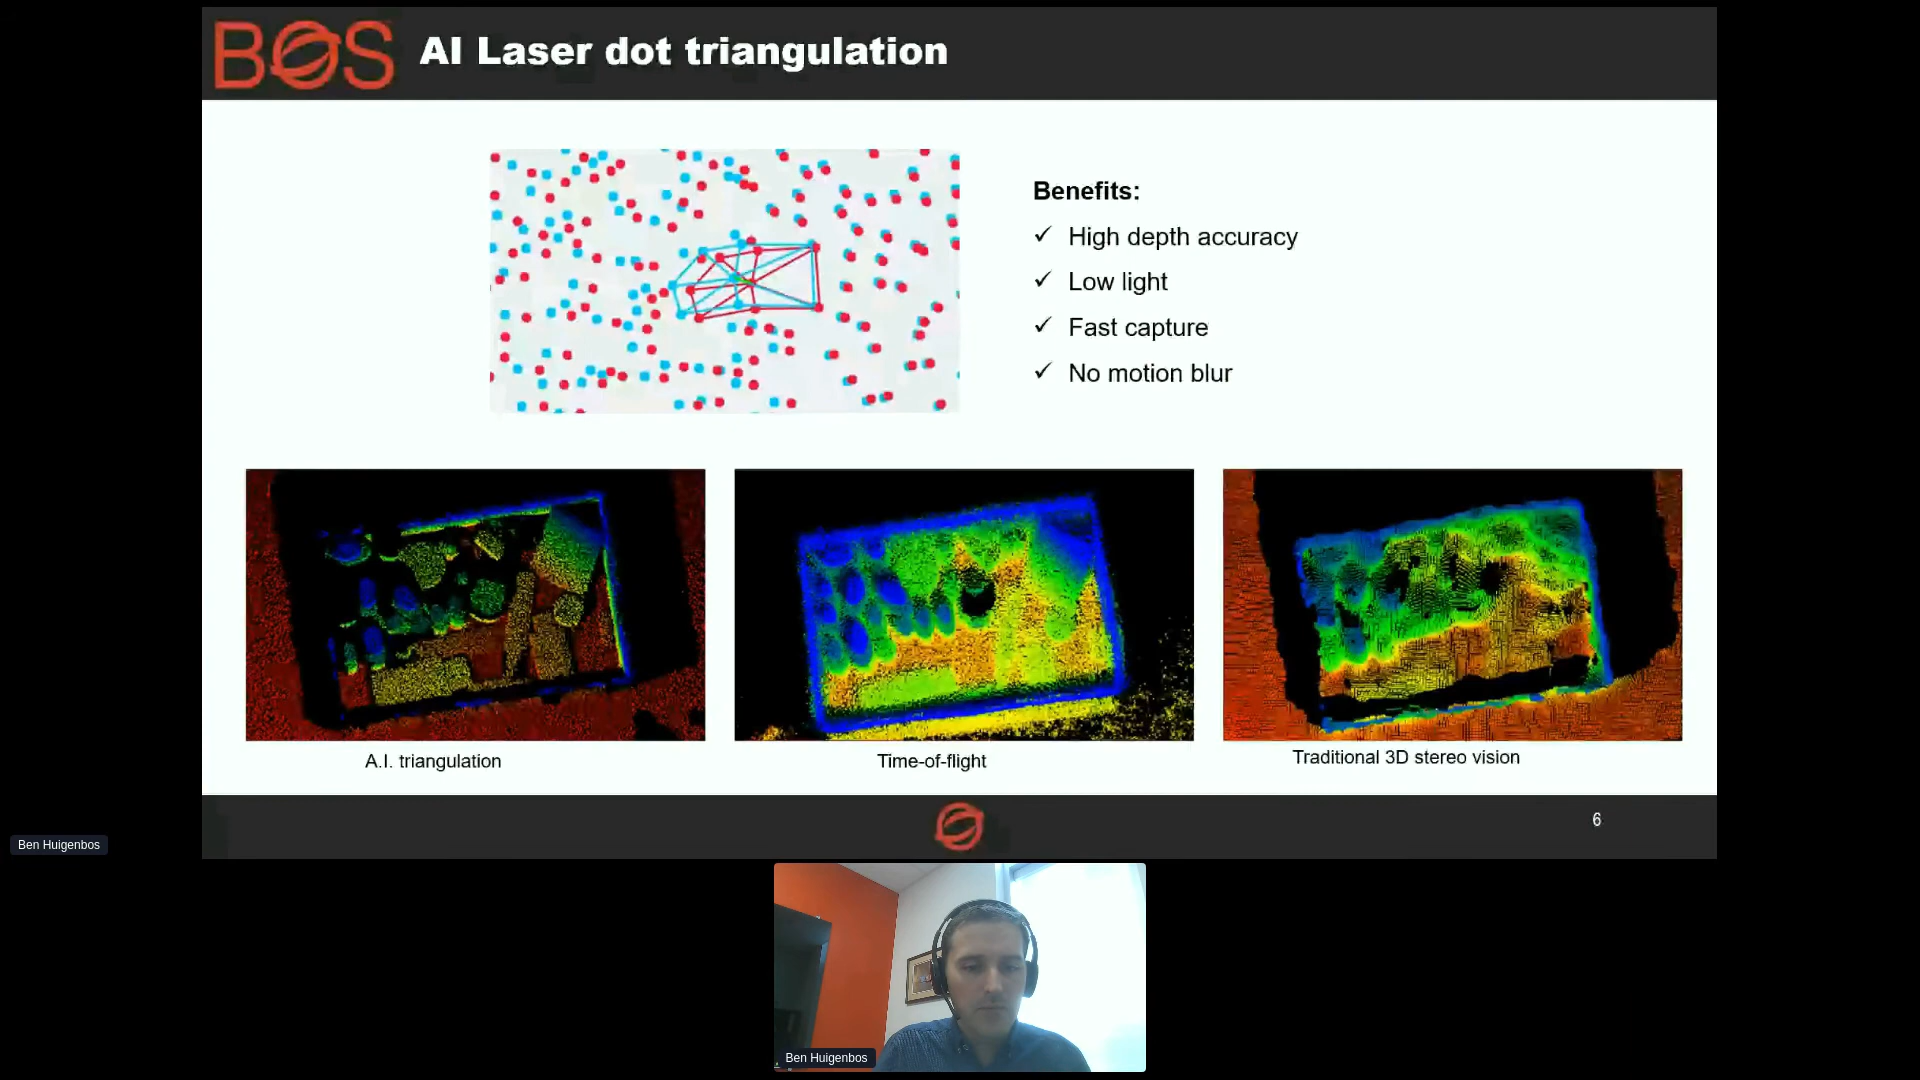 BOS
AI Laser dot triangulation
Benefits:
✓ High depth accuracy
✓ Low light
✓ Fast capture
✓ No motion blur
A.I. triangulation
Time-of-flight
Traditional 3D stereo vision
6
Ben Huigenbos
Ben Huigenbos